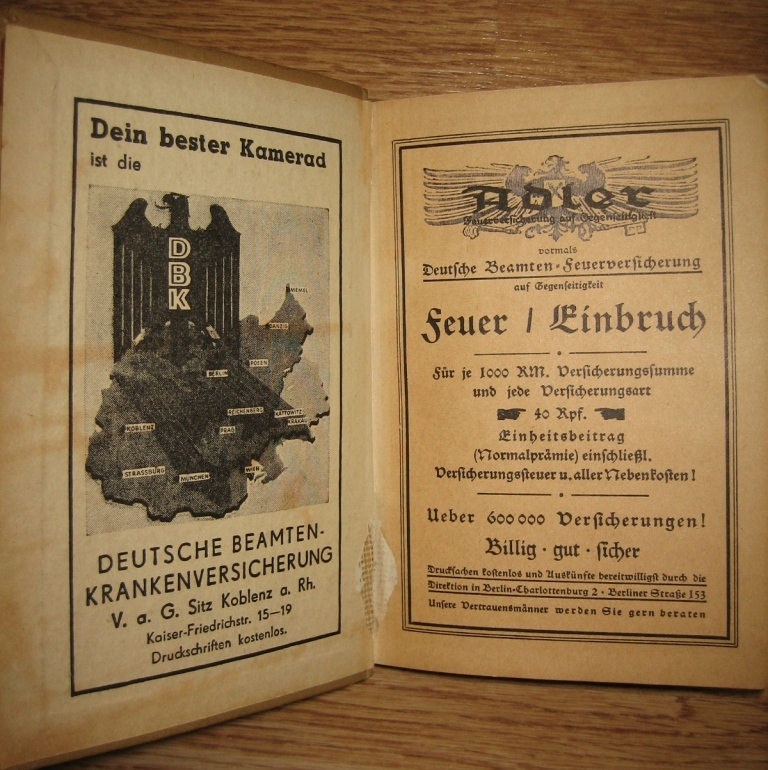 Dein bester Kamerad
ist die
DBK
MEMEL
DANZIG
POSEN
BERLIN
REICHENBERG
KATTOWITZ
KRAKAU
KOBLENZ
PRAG
STRASSBURG
MÜNCHEN
WIEN
DEUTSCHE BEAMTEN-
KRANKENVERSICHERUNG
V. a. G. Sitz Koblenz a. Rh.
Kaiser-Friedrichstr. 15—19
Druckschriften kostenlos.
Adler
Feuerversicherung auf Gegenseitigkeit
vormals
Deutsche Beamten-Feuerversicherung
auf Gegenseitigkeit
Feuer / Einbruch
Für je 1000 RM. Versicherungssumme
und jede Versicherungsart
40 Rpf.
Einheitsbeitrag
(Normalprämie) einschließl.
Versicherungssteuer u. aller Nebenkosten!
Ueber 600000 Versicherungen!
Billig · gut · sicher
Drucksachen kostenlos und Auskünfte bereitwilligst durch die
Direktion in Berlin-Charlottenburg 2 · Berliner Straße 153
Unsere Vertrauensmänner werden Sie gern beraten